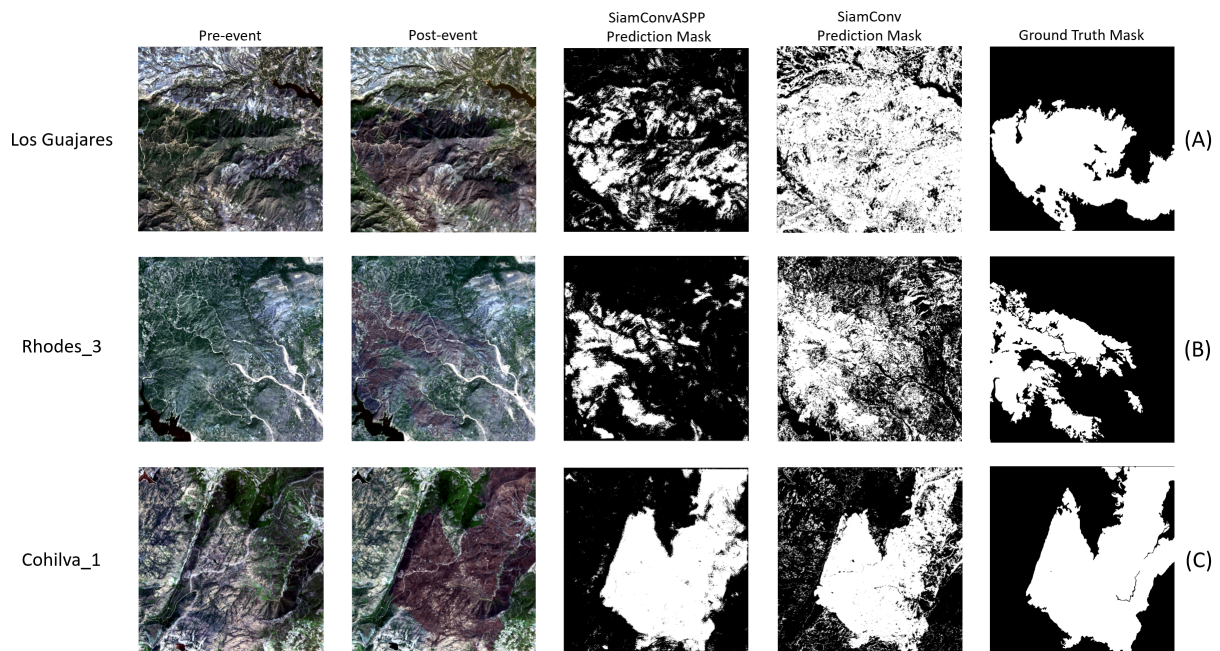 Pre-event
Post-event
SiamConvASPP
Prediction Mask
SiamConv
Prediction Mask
Ground Truth Mask
Los Guajares
(A)
Rhodes_3
(B)
Cohilva_1
(C)